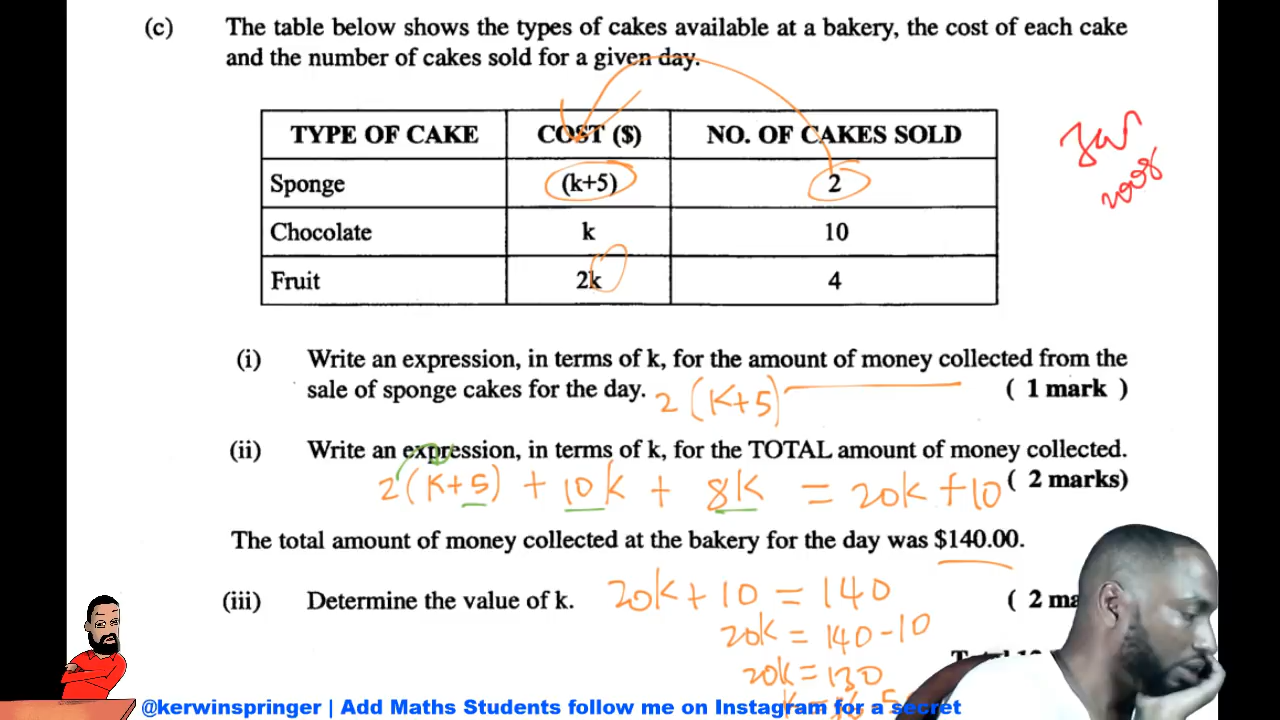 (c) The table below shows the types of cakes available at a bakery, the cost of each cake
and the number of cakes sold for a given day.
TYPE OF CAKE COST ($) NO. OF CAKES SOLD
Sponge (k+5) 2
Chocolate k 10
Fruit 2k 4
Jan
2008
(i) Write an expression, in terms of k, for the amount of money collected from the
sale of sponge cakes for the day. 2(k+5) ( 1 mark )
(ii) Write an expression, in terms of k, for the TOTAL amount of money collected.
2(k+5) + 10k + 8k = 20k + 10 ( 2 marks)
The total amount of money collected at the bakery for the day was $140.00.
(iii) Determine the value of k. 20k + 10 = 140 ( 2 ma
20k = 140 - 10
20k = 130
@kerwinspringer | Add Maths Students follow me on Instagram for a secret